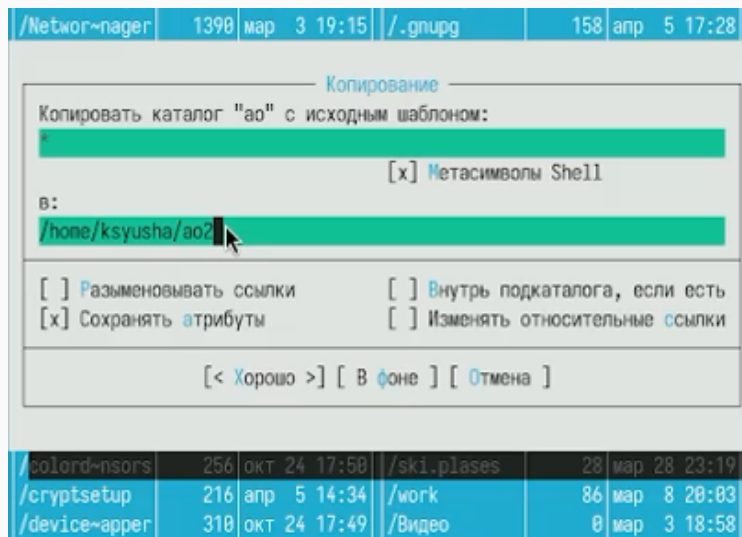 /Networ~nager 1390 мар 3 19:15 /.gnupg 158 апр 5 17:28
Копирование
Копировать каталог "ao" с исходным шаблоном:
*
[x] Метасимволы Shell
в:
/home/ksyusha/ao2
[ ] Разыменовывать ссылки [ ] Внутрь подкаталога, если есть
[x] Сохранять атрибуты [ ] Изменять относительные ссылки
[< Хорошо >] [ В фоне ] [ Отмена ]
/colord~nsors 256 окт 24 17:50 /ski.plases 28 мар 28 23:19
/cryptsetup 216 апр 5 14:34 /work 86 мар 8 20:03
/device~apper 310 окт 24 17:49 /Видео 0 мар 3 18:58